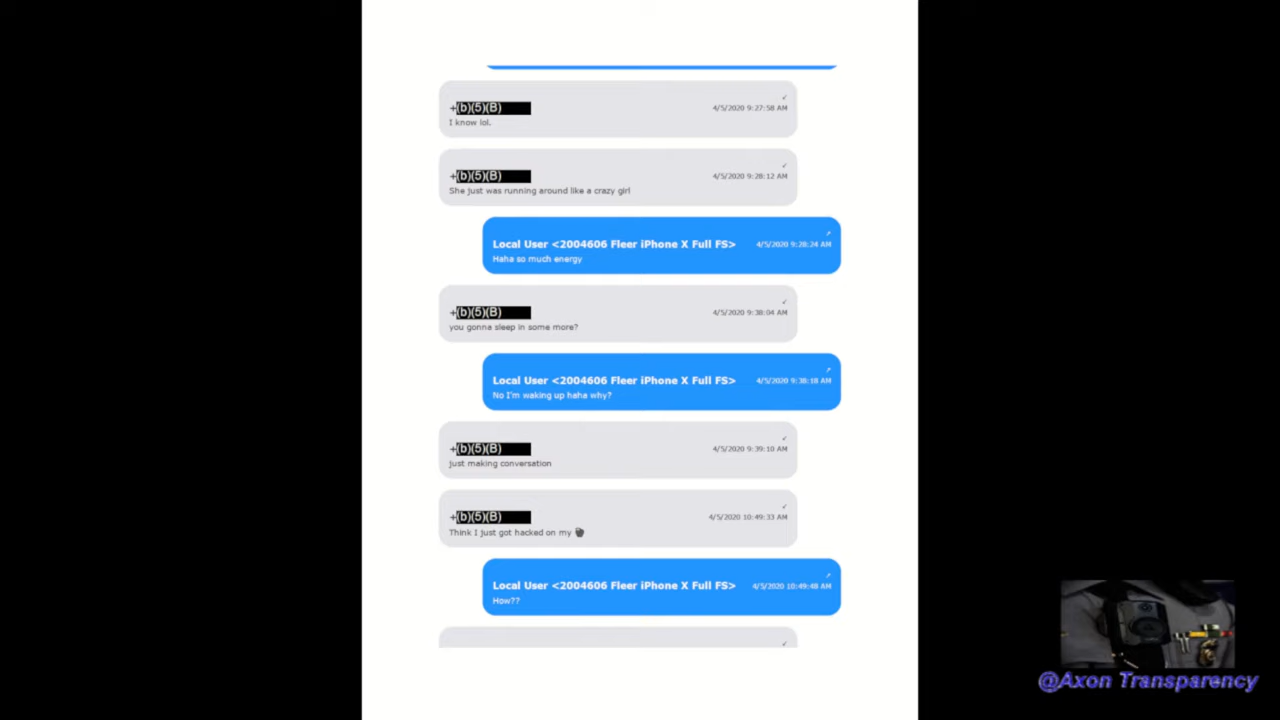 4/5/2020 9:27:58 AM
+(b)(5)(B)
I know lol.
4/5/2020 9:28:12 AM
+(b)(5)(B)
She just was running around like a crazy girl
Local User <2004606 Fleer iPhone X Full FS>
4/5/2020 9:28:24 AM
Haha so much energy
+(b)(5)(B)
4/5/2020 9:38:04 AM
you gonna sleep in some more?
Local User <2004606 Fleer iPhone X Full FS>
4/5/2020 9:38:18 AM
No I'm waking up haha why?
+(b)(5)(B)
4/5/2020 9:39:10 AM
just making conversation
+(b)(5)(B)
4/5/2020 10:49:33 AM
Think I just got hacked on my
Local User <2004606 Fleer iPhone X Full FS>
4/5/2020 10:49:48 AM
How??
@Axon Transparency